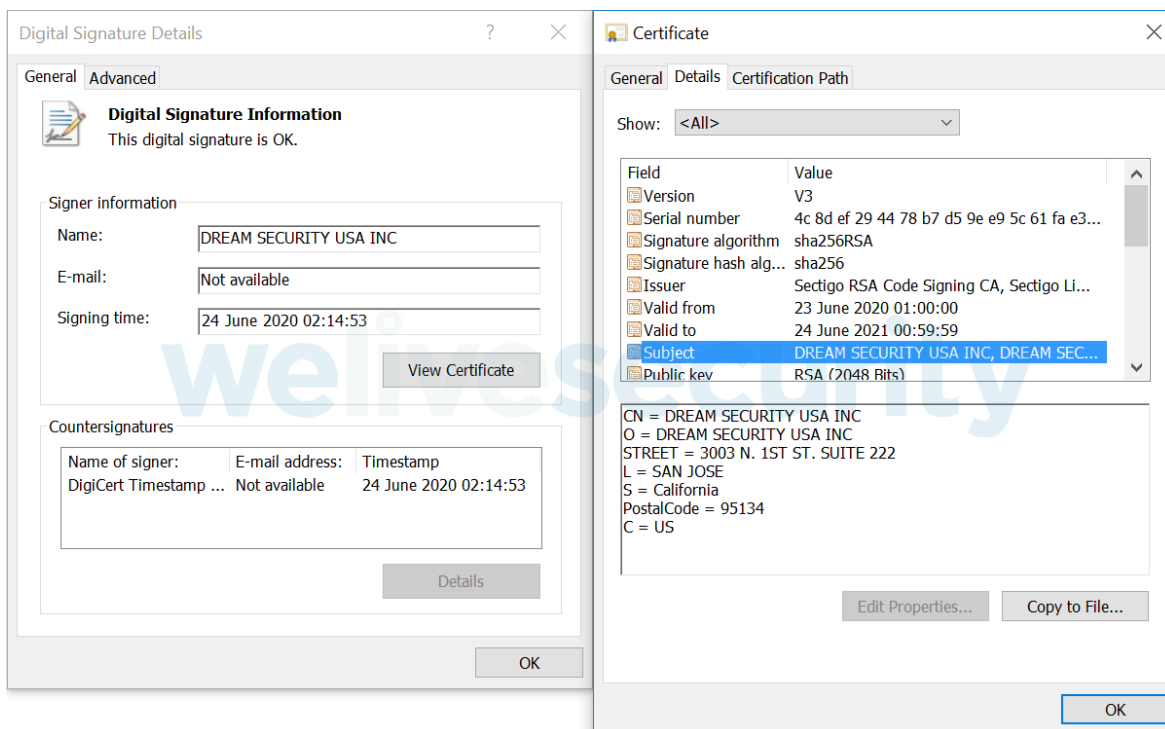 Digital Signature Details
?
General
Advanced
Digital Signature Information
This digital signature is OK.
Signer information
Name:
DREAM SECURITY USA INC
E-mail:
Not available
Signing time:
24 June 2020 02:14:53
View Certificate
Countersignatures
Name of signer: E-mail address: Timestamp
DigiCert Timestamp ... Not available 24 June 2020 02:14:53
Details
OK
Certificate
General Details Certification Path
Show: <All>
Field Value
Version V3
Serial number 4c 8d ef 29 44 78 b7 d5 9e e9 5c 61 fa e3...
Signature algorithm sha256RSA
Signature hash alg... sha256
Issuer Sectigo RSA Code Signing CA, Sectigo Li...
Valid from 23 June 2020 01:00:00
Valid to 24 June 2021 00:59:59
Subject DREAM SECURITY USA INC, DREAM SEC...
Public key RSA (2048 Bits)
CN = DREAM SECURITY USA INC
O = DREAM SECURITY USA INC
STREET = 3003 N. 1ST ST. SUITE 222
L = SAN JOSE
S = California
PostalCode = 95134
C = US
Edit Properties...
Copy to File...
OK
welivesecurity